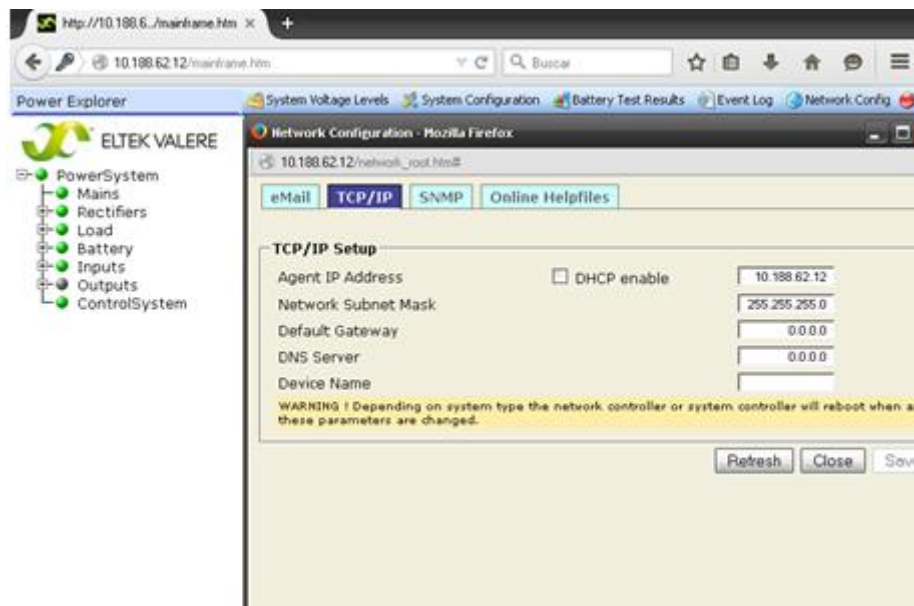 http://10.188.6../mainframe.htm × +
10.188.62.12/mainframe.htm Buscar
Power Explorer
System Voltage Levels System Configuration Battery Test Results Event Log Network Config
ELTEK VALERE
PowerSystem
Mains
Rectifiers
Load
Battery
Inputs
Outputs
ControlSystem
Network Configuration - Mozilla Firefox
10.188.62.12/network_root.htm#
eMail TCP/IP SNMP Online Helpfiles
TCP/IP Setup
Agent IP Address DHCP enable 10.188.62.12
Network Subnet Mask 255.255.255.0
Default Gateway 0.0.0.0
DNS Server 0.0.0.0
Device Name
WARNING ! Depending on system type the network controller or system controller will reboot when a
these parameters are changed.
Refresh Close Sav